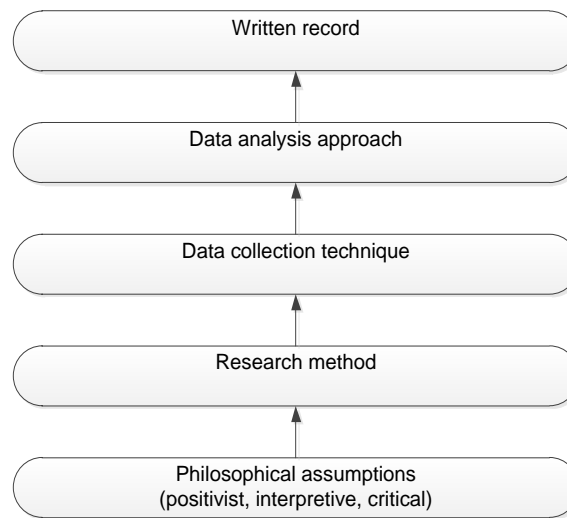 Written record
Data analysis approach
Data collection technique
Research method
Philosophical assumptions
(positivist, interpretive, critical)